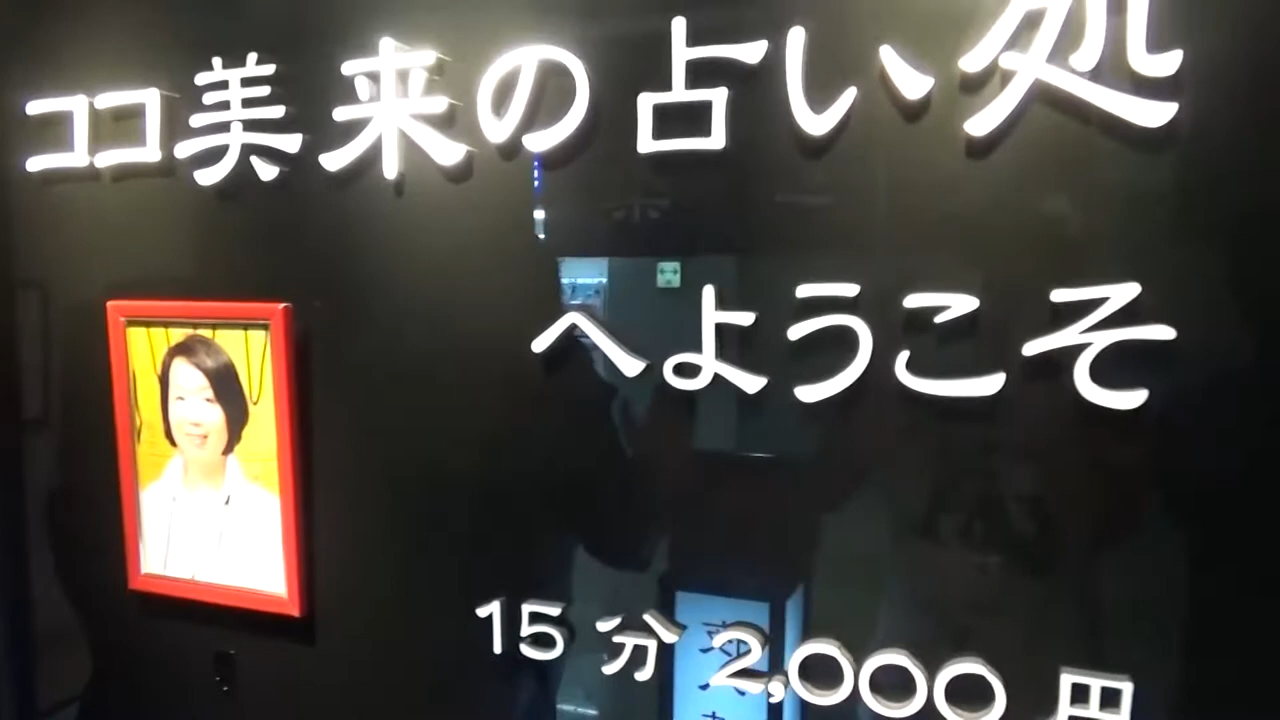 ココ美来の占い処
へようこそ
15分 2,000円